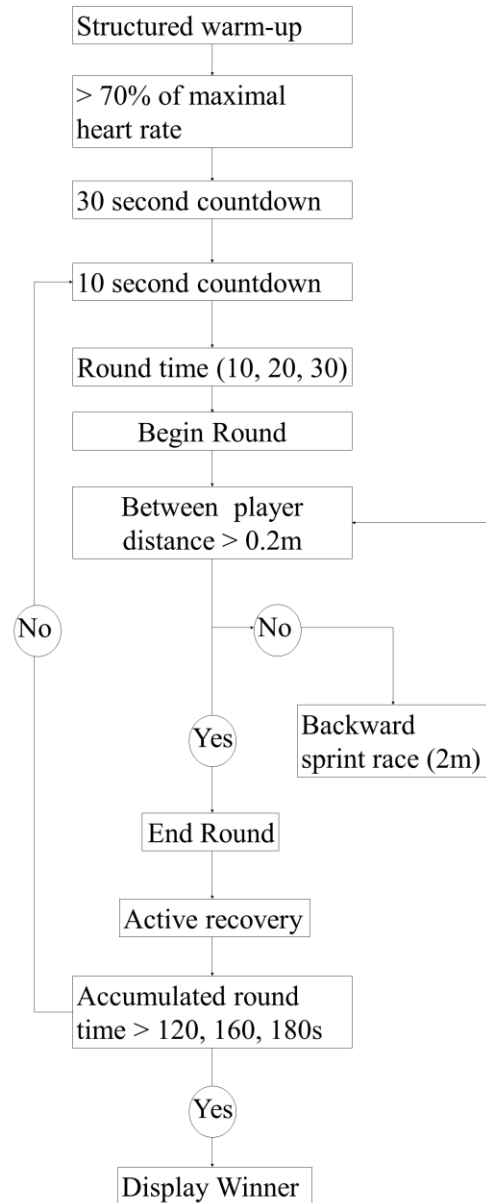 Structured warm-up
> 70% of maximal
heart rate
30 second countdown
10 second countdown
Round time (10, 20, 30)
Begin Round
Between player
distance > 0.2m
No
No
Yes
Backward
sprint race (2m)
End Round
Active recovery
Accumulated round
time > 120, 160, 180s
Yes
Display Winner